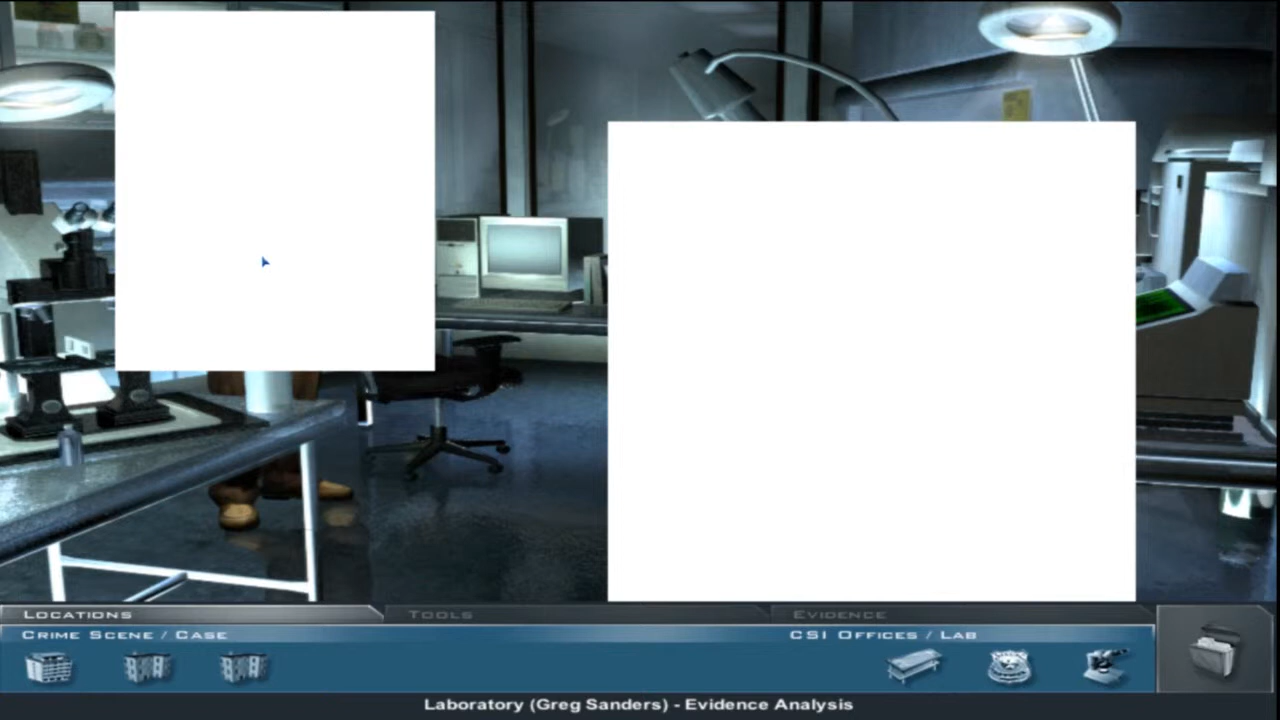 LOCATIONS
TOOLS
EVIDENCE
CRIME SCENE / CASE
CSI OFFICES / LAB
Laboratory (Greg Sanders) - Evidence Analysis